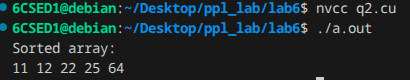 6CSED1@debian:~/Desktop/ppl_lab/lab6$ nvcc q2.cu
6CSED1@debian:~/Desktop/ppl_lab/lab6$ ./a.out
Sorted array:
11 12 22 25 64